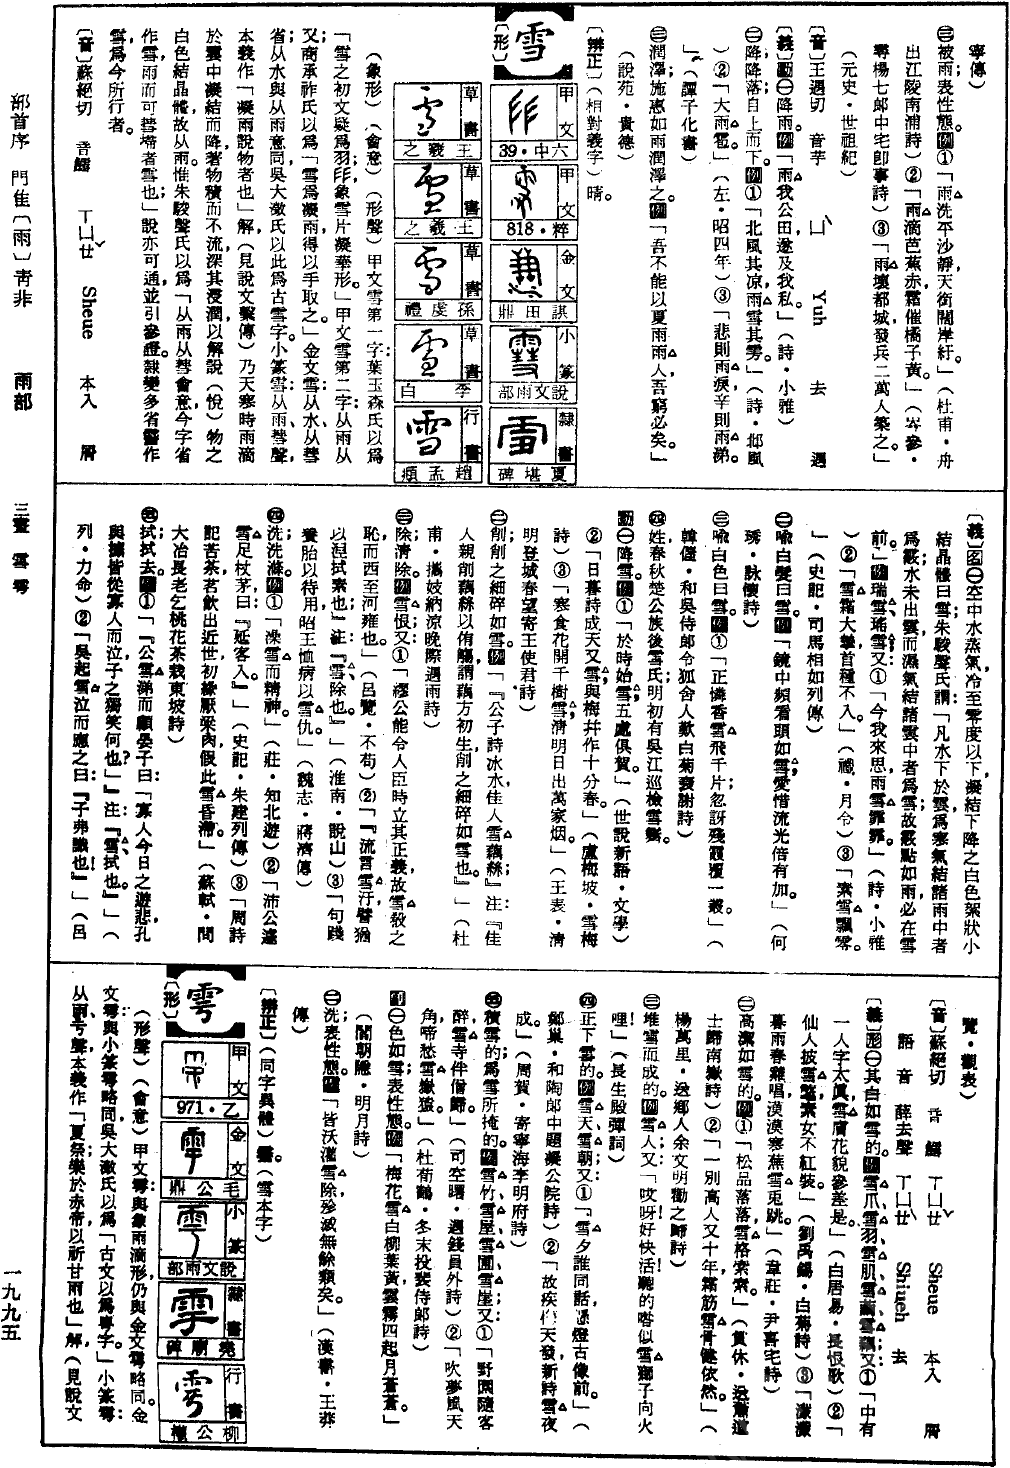 寧傳）
㊂被雨；表性態。例①「雨洗平沙靜，天銜闊岸紆。」（杜甫・舟
出江陵南浦詩）②「雨滴芭蕉赤，霜催橘子黃。」（岑參・
尋楊七郎中宅卽事詩）③「雨壞都城，發兵二萬人築之。」
（元史・世祖紀）
〔音〕王遇切　音芋　ㄩˋ　Yuh　去　遇
〔義〕動㊀降雨。例「雨我公田，遂及我私。」（詩・小雅）
㊁降；降落；自上而下。例①「北風其涼，雨雪其雱。」（詩・邶風
）②「大雨雹。」（左・昭四年）③「悲則雨淚，辛則雨涕。
」（譚子化書）
㊂潤澤；施惠如雨潤澤之。例「吾不能以夏雨雨人，吾窮必矣。」
（說苑・貴德）
〔辨正〕（相對義字）晴。
雪
〔形〕
甲文　六中・39
甲文　粹・818
金文　諆田鼎
小篆　說文雨部
隸書　夏堪碑
草書　王羲之
草書　王羲之
草書　孫虔禮
草書　李白
行書　趙孟頫
（象形）（會意）（形聲）甲文雪第一字：葉玉森氏以爲
「雪之初文疑爲羽，象雪片凝華形。」甲文雪第二字：从雨从
又，商承祚氏以爲「雪爲凝雨，得以手取之。」金文雪：从水、从彗
省，从水與从雨意同，吳大澂氏以此爲古雪字。小篆雪：从雨、彗聲，
本義作「凝雨說物者也」解（見說文繫傳）乃天寒時雨滴
於雲中凝結而降，著物積而不流，深其浸潤以解說（悅）物之
白色結晶體，故从雨。惟朱駿聲氏以爲「从雨从彗會意，今字省
作雪，雨而可彗埽者雪也」說亦可通，並引參證。隸變多省䨮作
雪，爲今所行者。
〔音〕蘇絕切　音鱈　ㄒㄩㄝˇ　Sheue　本入　屑
〔義〕名㊀空中水蒸氣，冷至零度以下，凝結下降之白色絮狀小
結晶體曰雪；朱駿聲氏謂「凡水下於雲，爲寒氣結諸雨中者
爲霰；水未出雲而濕氣結諸雲中者爲雪；故霰點如雨，必在雪
前。」例瑞雪、瑤雪；又①「今我來思，雨雪霏霏。」（詩・小雅
）②「雪霜大摯，首種不入。」（禮・月令）③「素雪飄零。
」（史記・司馬相如列傳）
㊁喩白髮曰雪。例「鏡中頻看頭如雪，愛惜流光倍有加。」（何
琇・詠懷詩）
㊂喩白色曰雪。例①「正憐香雪飛千片，忽訝殘霞覆一叢。」（
韓偓・和吳侍郎令狐舍人歎白菊衰謝詩）
㊃姓，春秋楚公族後雪氏；明初有吳江巡檢雪霽。
動㊀降雪。例①「於時始雪，五處俱賀。」（世說新語・文學）
②「日暮詩成天又雪，與梅幷作十分春。」（盧梅坡・雪梅
詩）③「寒食花開千樹雪，清明日出萬家烟。」（王表・清
明登城春望寄王使君詩）
㊁削；削之細碎如雪。例「『公子詩冰水，佳人雪藕絲』注：『佳
人親削藕絲以侑觴，謂藕方初生，削之細碎如雪也。』」（杜
甫・攜妓納涼晚際遇雨詩）
㊂除；清除。例雪恨；又①「繆公能令人臣時立其正義，故雪殽之
恥而西至河雍也。」（呂覽・不苟）②「『流言雪汙，譬猶
以涅拭素也』注：『雪，除也。』」（淮南・說山）③「句踐
養胎以待用，昭王恤病以雪仇。」（魏志・蔣濟傳）
㊃洗；洗滌。例①「澡雪而精神。」（莊・知北遊）②「沛公遽
雪足杖矛曰：『延客入。』」（史記・朱建列傳）③「周詩
記苦茶，茗飮出近世，初緣厭梁肉，假此雪昏滯。」（蘇軾・問
大冶長老乞桃花茶栽東坡詩）
㊄拭；拭去。例①「『公雪涕而顧晏子曰：「寡人今日之遊悲，孔
與據皆從寡人而泣，子之獨笑何也？」』注：『雪，拭也。』」（
列・力命）②「吳起雪泣而應之曰：『子弗識也！』」（呂
覽・觀表）
〔音〕蘇絕切　音鱈　ㄒㄩㄝˇ　Sheue　本入　屑
語音　薛去聲　ㄒㄩㄝˋ　Shiueh　去
〔義〕形㊀其白如雪的。例雪爪、雪羽、雪肌、雪繭、雪藕；又①「中有
一人字太眞，雪膚花貌參差是。」（白居易・長恨歌）②「
仙人披雪氅，素女不紅裝。」（劉禹錫・白菊詩）③「濛濛
暮雨春雞唱，漠漠寒蕪雪兎跳。」（韋莊・尹喜宅詩）
㊁高潔如雪的。例①「松品落落，雪格索索。」（貫休・送蕭道
士歸南嶽詩）②「一別高人又十年，霜筋雪骨健依然。」（
楊萬里・送鄉人余文明勸之歸詩）
㊂堆雪而成的。例雪人；又「哎呀！好快活！聽的啓似雪獅子向火
哩！」（長生殿彈詞）
㊃正下雪的。例雪天、雪朝；又①「雪夕誰同話，懸燈古像前。（
鄭巢・和陶郎中題凝公院詩）②「故疾作天發，新詩雪夜
成。」（周賀・寄寧海李明府詩）
㊄積雪的；爲雪所掩的。例雪竹、雪屋、雪圃、雪崖；又①「野園隨客
醉，雪寺伴僧歸。」（司空曙・過錢員外詩）②「吹夢風天
角，啼愁雪嶽猿。」（杜荀鶴・冬末投裴侍郎詩）
副㊀色如雪；表性態。例「梅花雪白柳葉黃，雲霧四起月蒼蒼。」
（閻朝隱・明月詩）
㊁洗；表性態。例「皆沃灌雪除，殄滅無餘類矣。」（漢書・王莽
傳）
〔辨正〕（同字異體）䨮。（雪本字）
雩
〔形〕
甲文　乙・971
金文　毛公鼎
小篆　說文雨部
隸書　堯廟碑
行書　柳公權
（形聲）（會意）甲文雩：與象雨滴形，仍與金文雩略同。金
文雩：與小篆雩略同，吳大澂氏以爲「古文以爲粵字。」小篆雩：
从雨、亏聲，本義作「夏祭樂於赤帝以祈甘雨也」解（見說文
部首序　門隹〔雨〕靑非　雨部　三畫　雪雩　一九九五